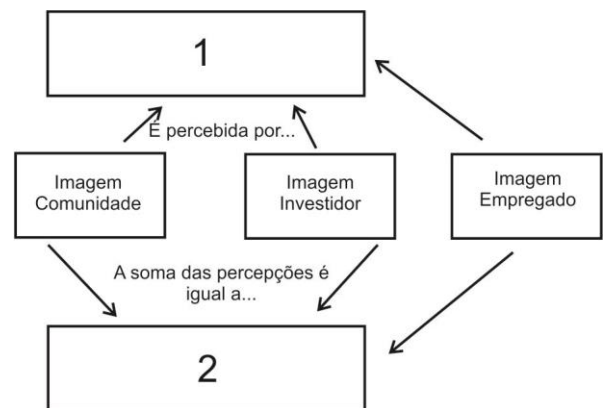 1
É percebida por...
Imagem
Comunidade
Imagem
Investidor
Imagem
Empregado
A soma das percepções é
igual a...
2